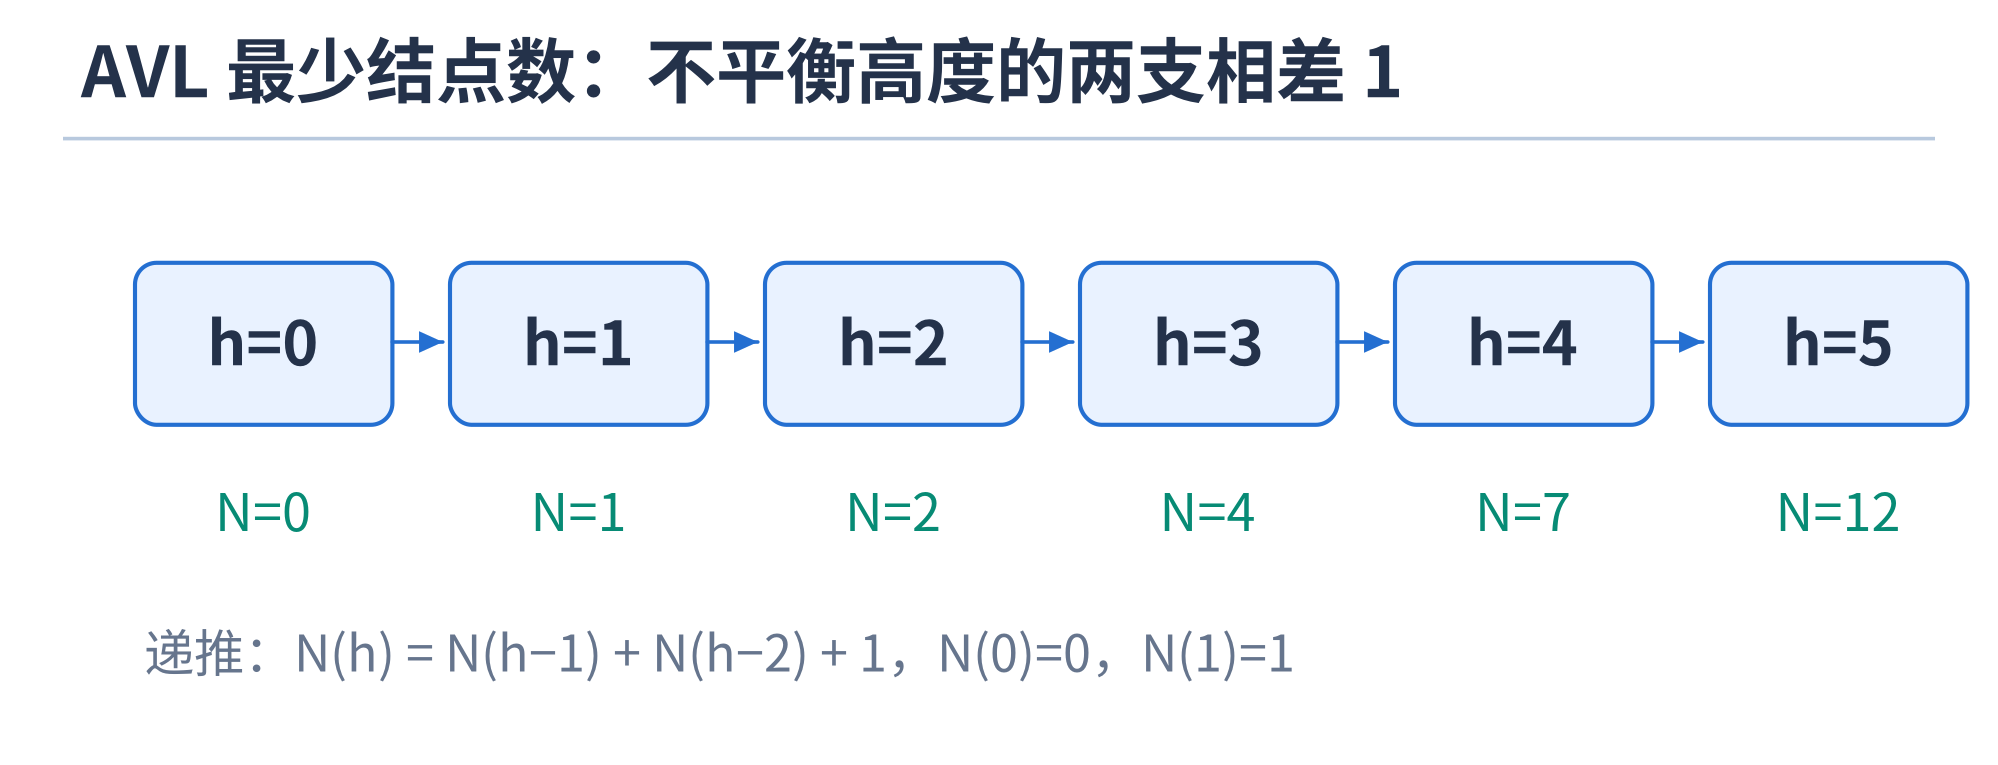 AVL 最少结点数：不平衡高度的两支相差 1
h=0 h=1 h=2 h=3 h=4 h=5
N=0 N=1 N=2 N=4 N=7 N=12
递推：N(h) = N(h−1) + N(h−2) + 1，N(0)=0，N(1)=1